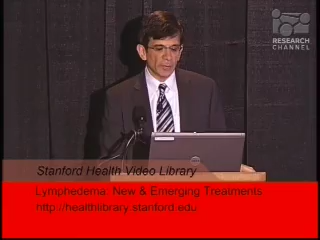 RESEARCH
CHANNEL
Stanford Health Video Library
Lymphedema: New & Emerging Treatments
http://healthlibrary.stanford.edu